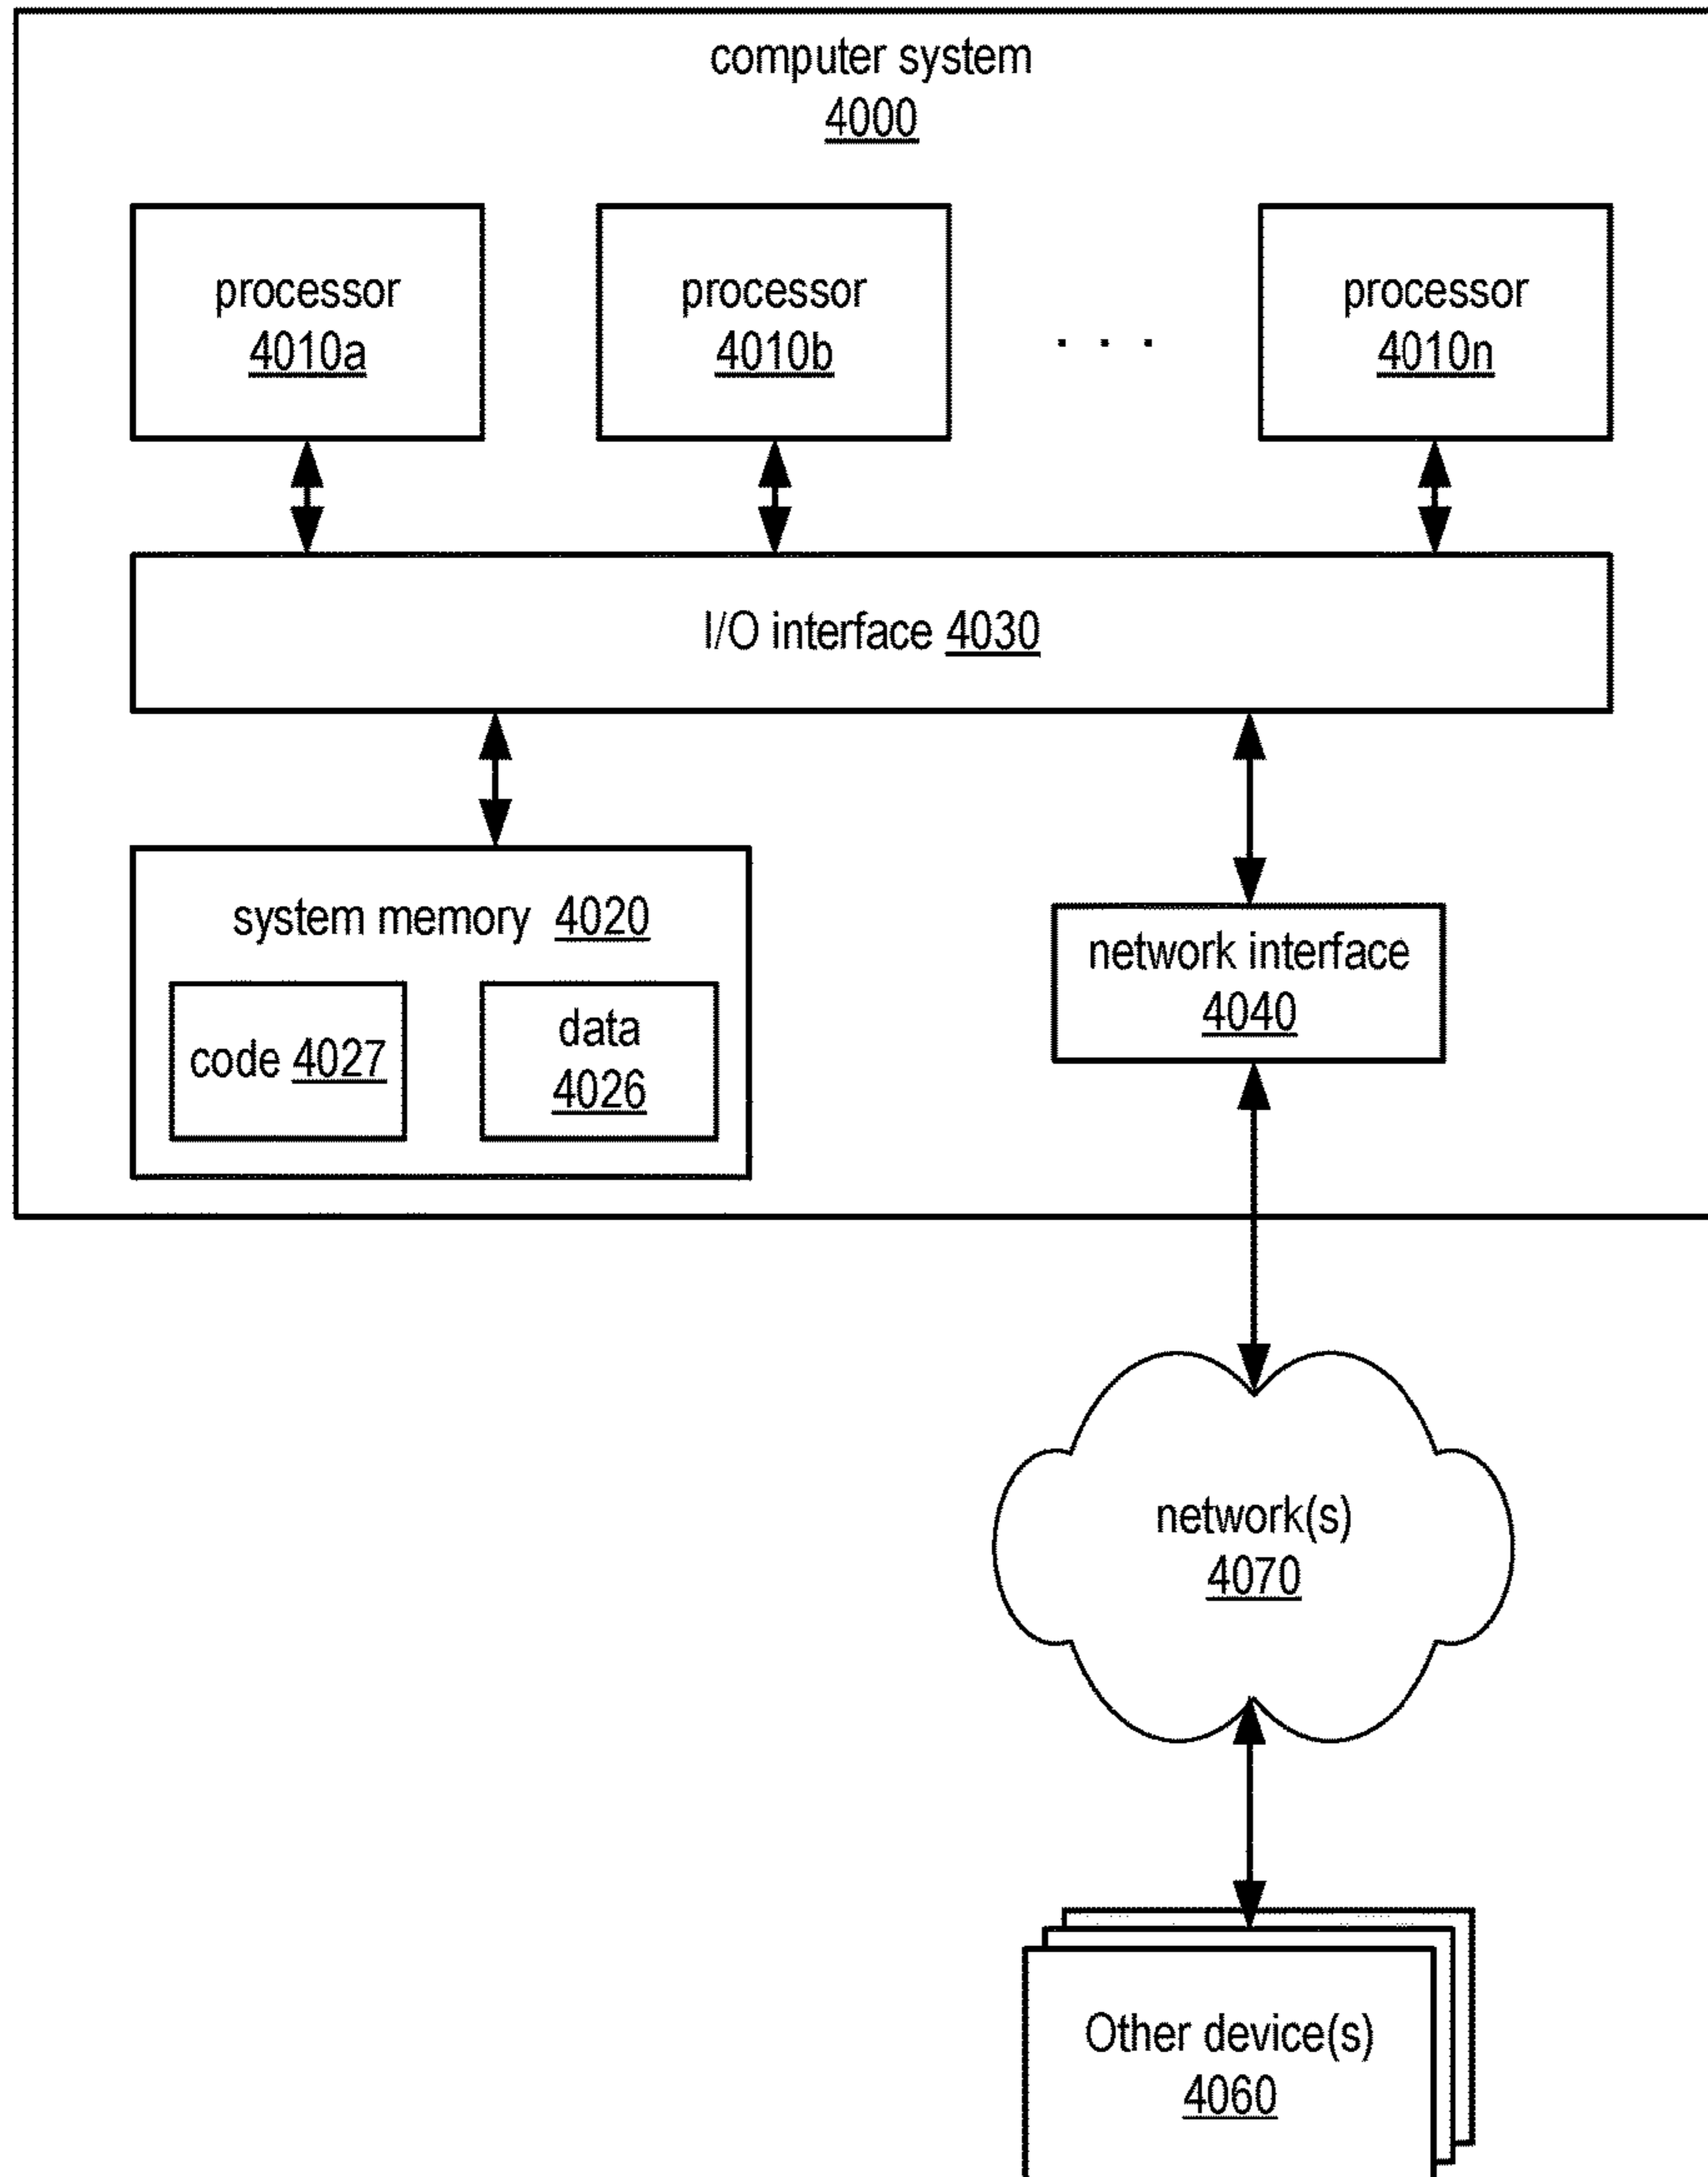 computer system
4000
processor
4010a
processor
4010b
. . .
processor
4010n
I/O interface 4030
system memory 4020
code 4027
data
4026
network interface
4040
network(s)
4070
Other device(s)
4060